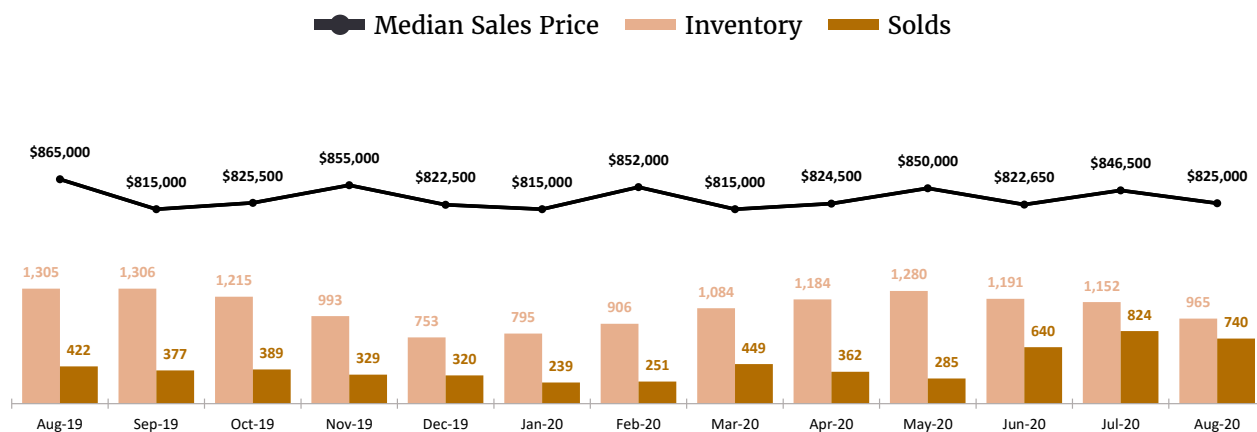 Median Sales Price Inventory Solds
$865,000 $815,000 $825,500 $855,000 $822,500 $815,000 $852,000 $815,000 $824,500 $850,000 $822,650 $846,500 $825,000
1,305 1,306 1,215 993 753 795 906 1,084 1,184 1,280 1,191 1,152 965
422 377 389 329 320 239 251 449 362 285 640 824 740
Aug-19 Sep-19 Oct-19 Nov-19 Dec-19 Jan-20 Feb-20 Mar-20 Apr-20 May-20 Jun-20 Jul-20 Aug-20